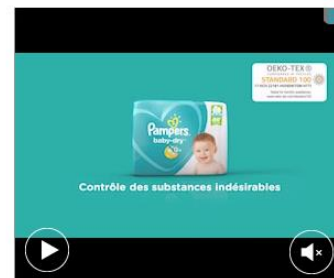 OEKO-TEX®
STANDARD 100
Pampers
baby-dry
Contrôle des substances indésirables